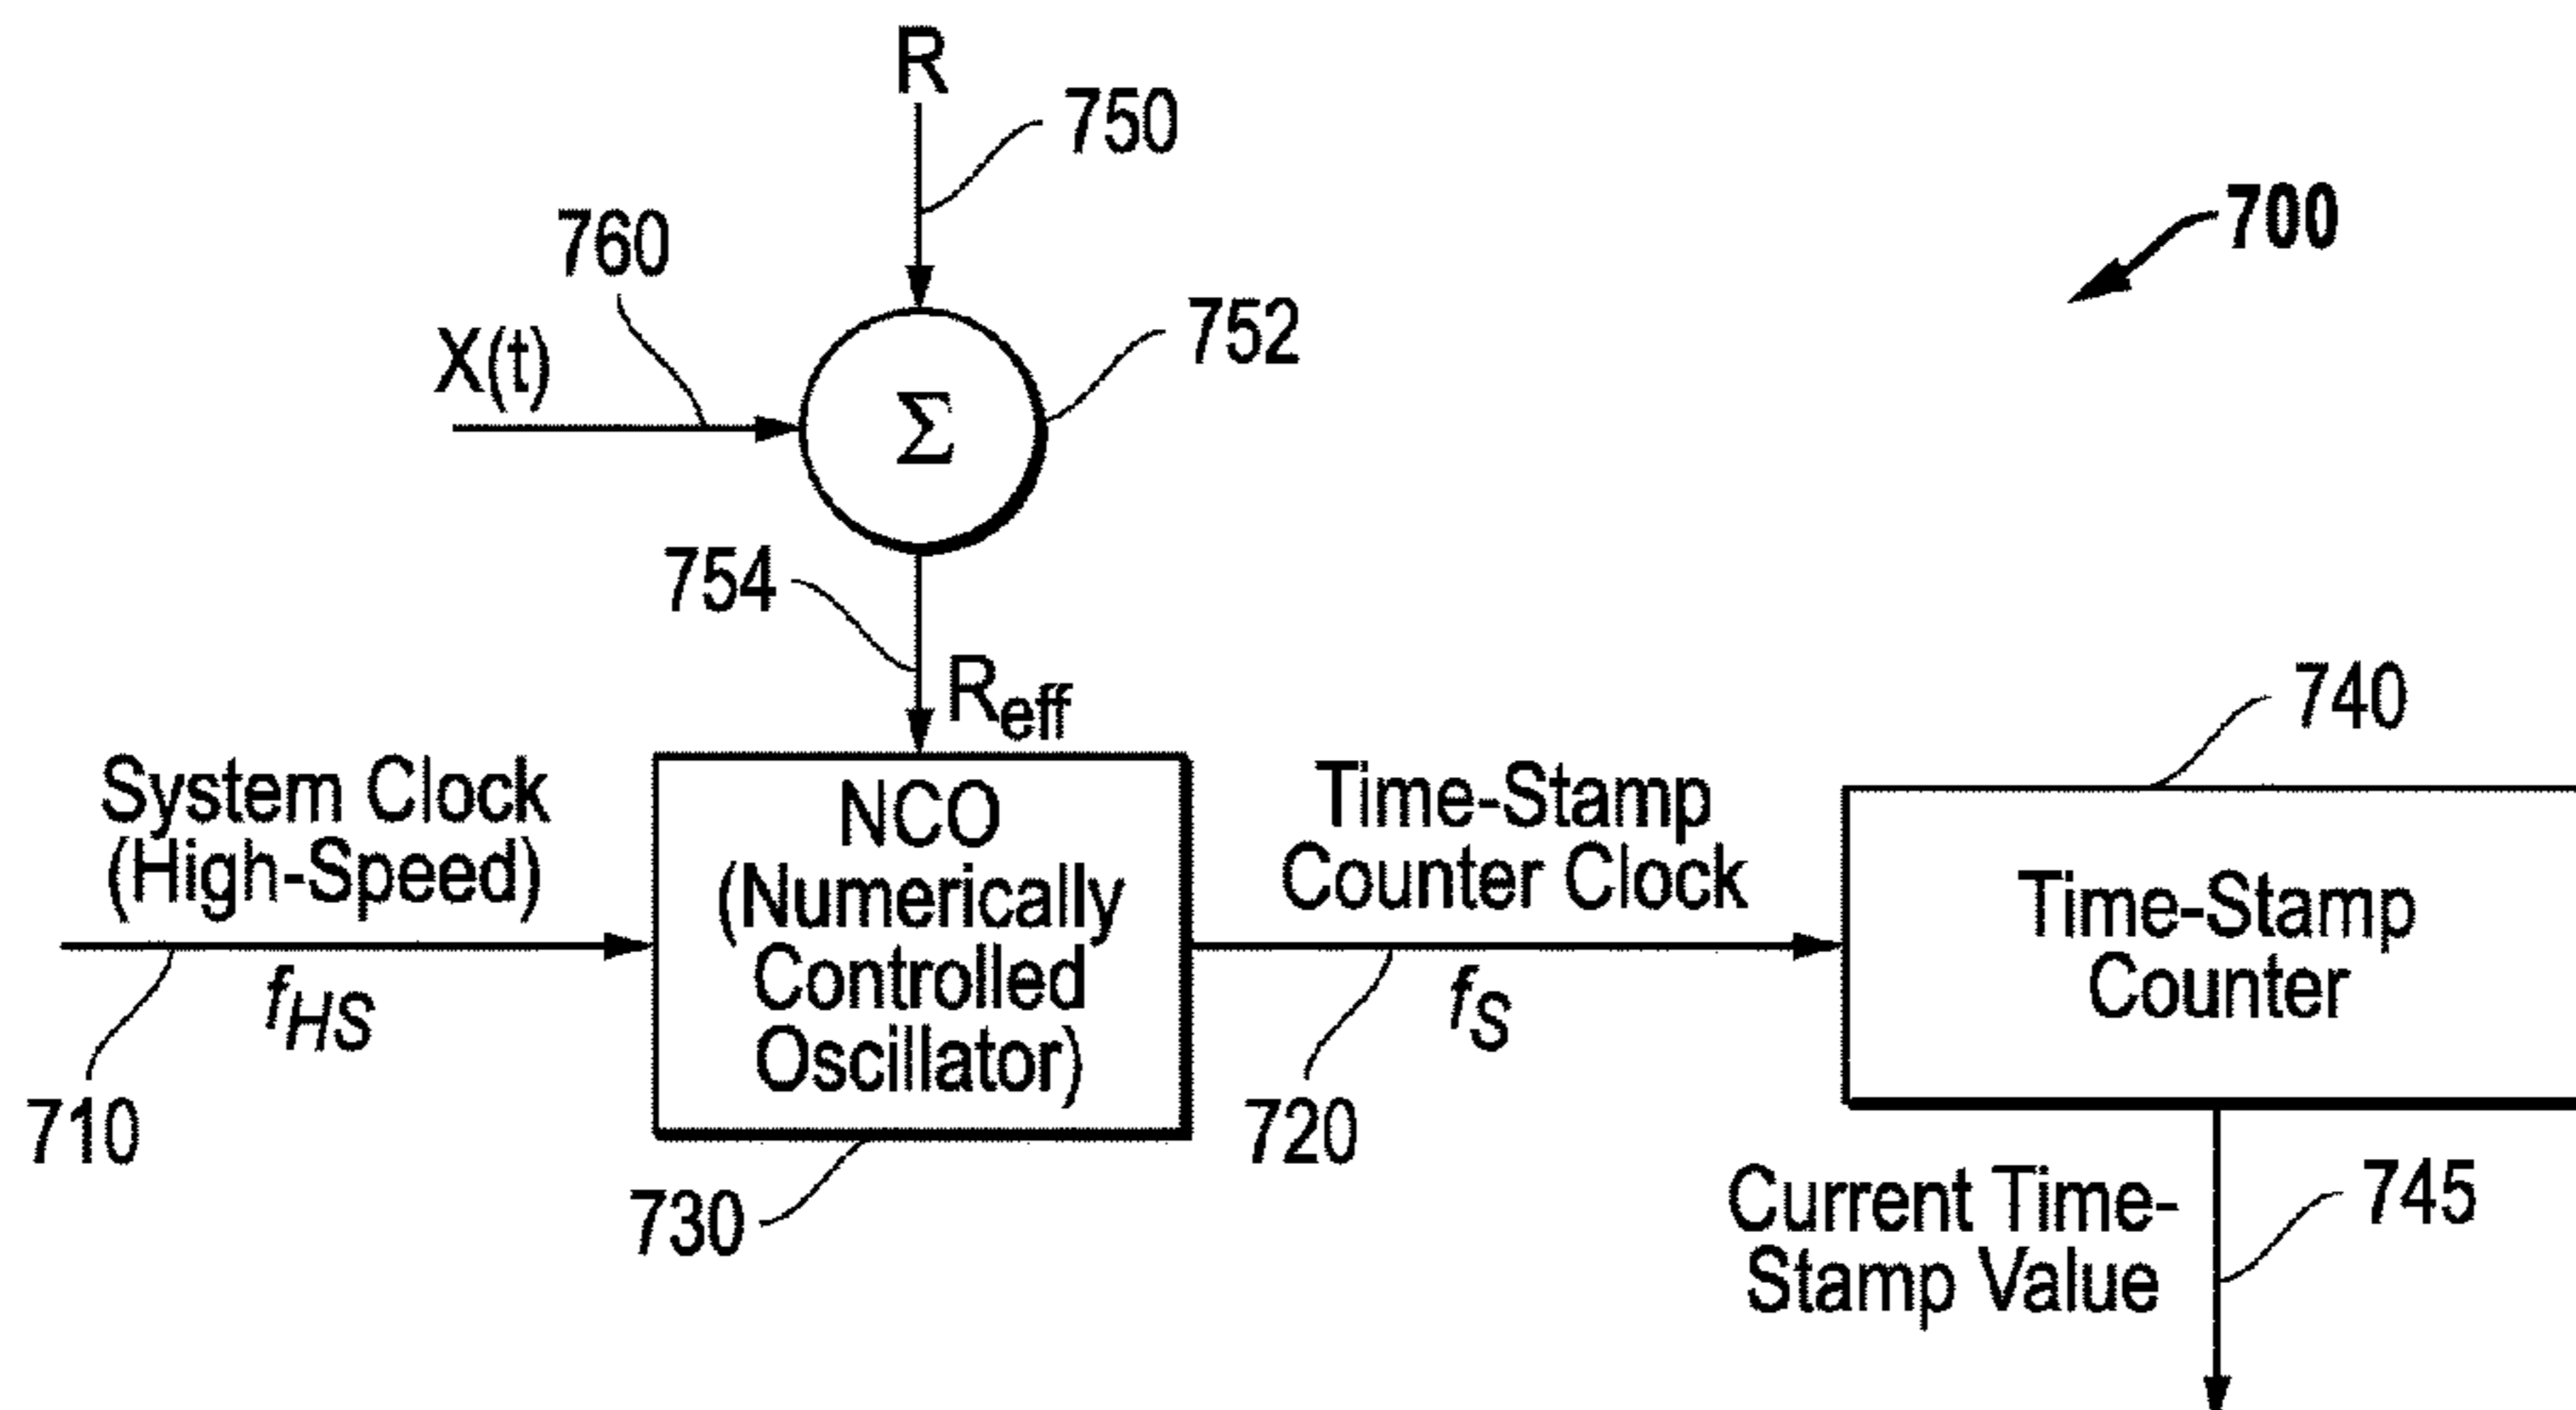 R
750
700
760
752
X(t)
Σ
754
Reff
740
System Clock
(High-Speed)
fHS
710
NCO
(Numerically
Controlled
Oscillator)
730
Time-Stamp
Counter Clock
fS
720
Time-Stamp
Counter
Current Time-
Stamp Value
745